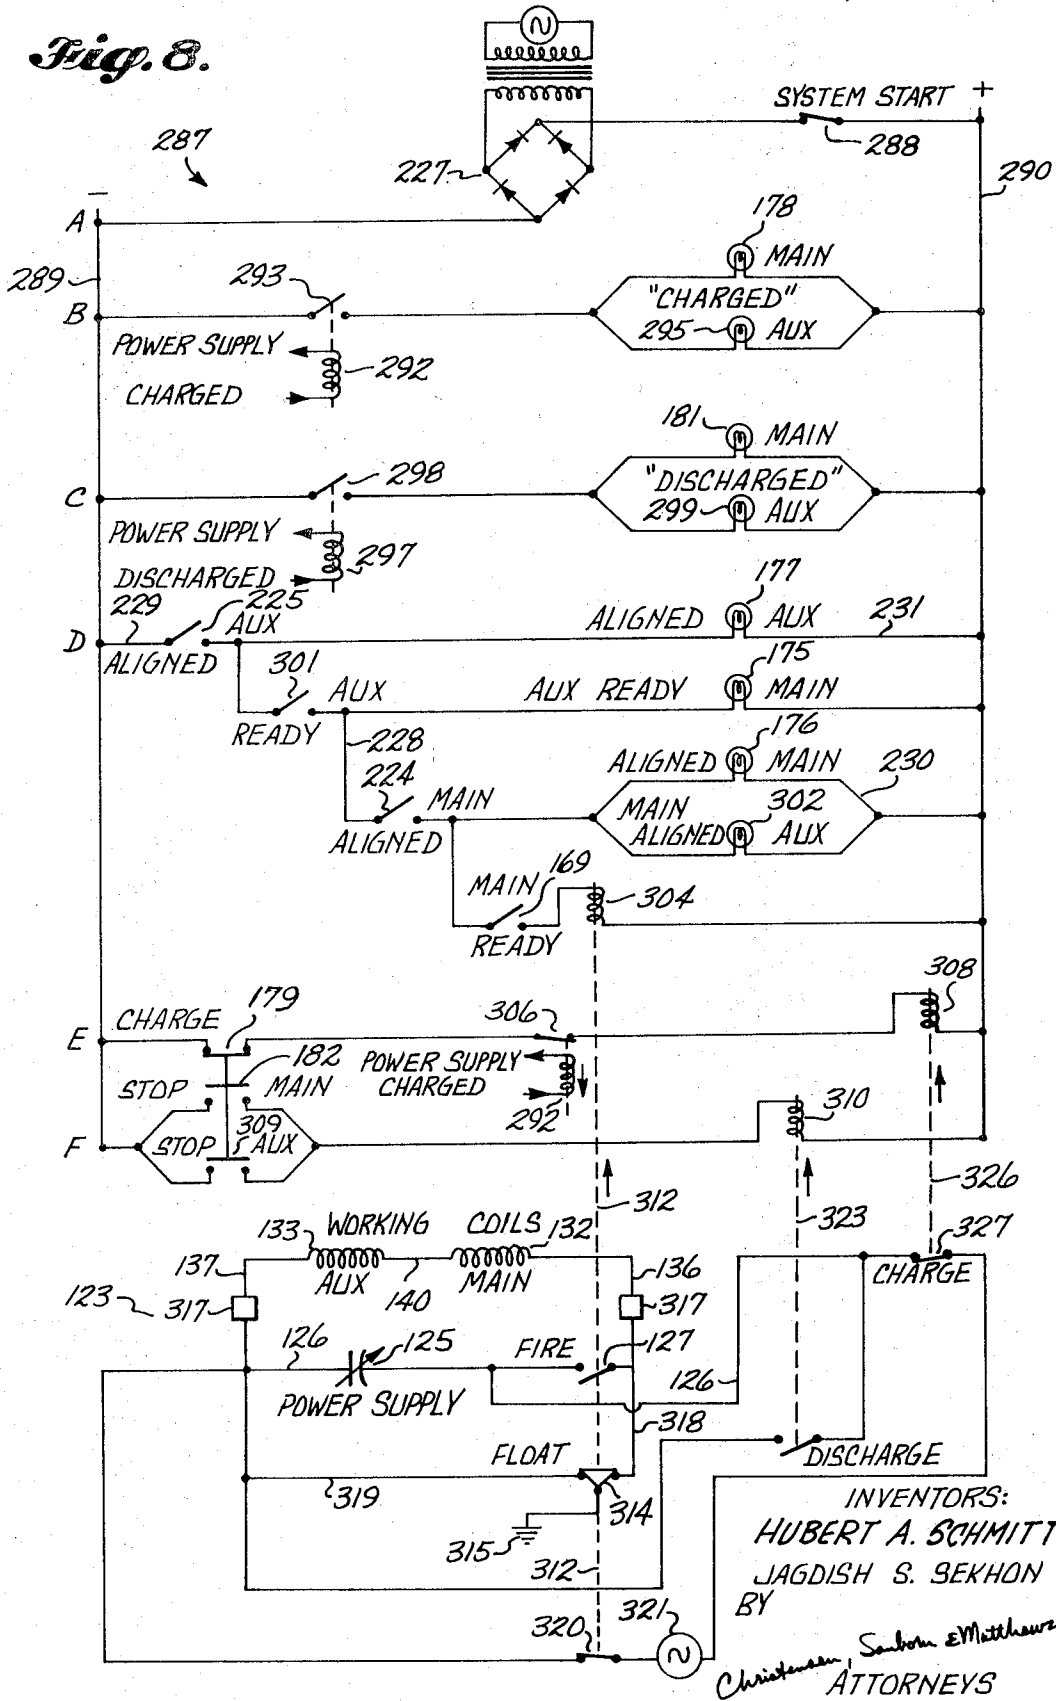 Fig. 8.
SYSTEM START +
287
227
288
290
−
A
178
MAIN
289
293
"CHARGED"
B
295 AUX
POWER SUPPLY
292
CHARGED
181
MAIN
298
C
"DISCHARGED"
299 AUX
POWER SUPPLY
297
DISCHARGED
177
229 225 AUX
ALIGNED AUX 231
D
ALIGNED
301
175
AUX
AUX READY MAIN
READY
228
176
ALIGNED MAIN 230
224
MAIN
MAIN 302
ALIGNED
ALIGNED AUX
MAIN 169
304
READY
308
CHARGE 179
306
E
182
POWER SUPPLY
STOP MAIN
CHARGED
292
309
310
F STOP AUX
312
323
326
133 WORKING COILS 132
327
137
AUX 140 MAIN
136
CHARGE
123 317
317
126 125
FIRE 127
126
POWER SUPPLY
318
FLOAT
DISCHARGE
319
314
315
312
INVENTORS:
HUBERT A. SCHMITT
JAGDISH S. SEKHON
BY
320 321
Christensen, Sanborn & Matthews
ATTORNEYS